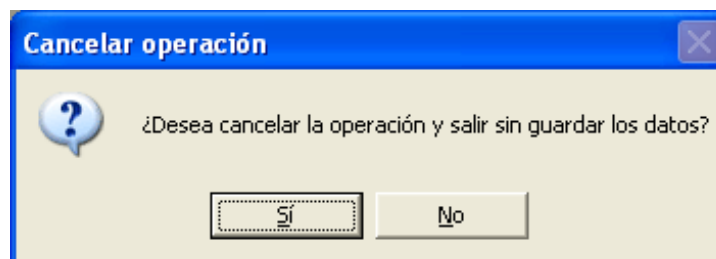 Cancelar operación
¿Desea cancelar la operación y salir sin guardar los datos?
Sí
No